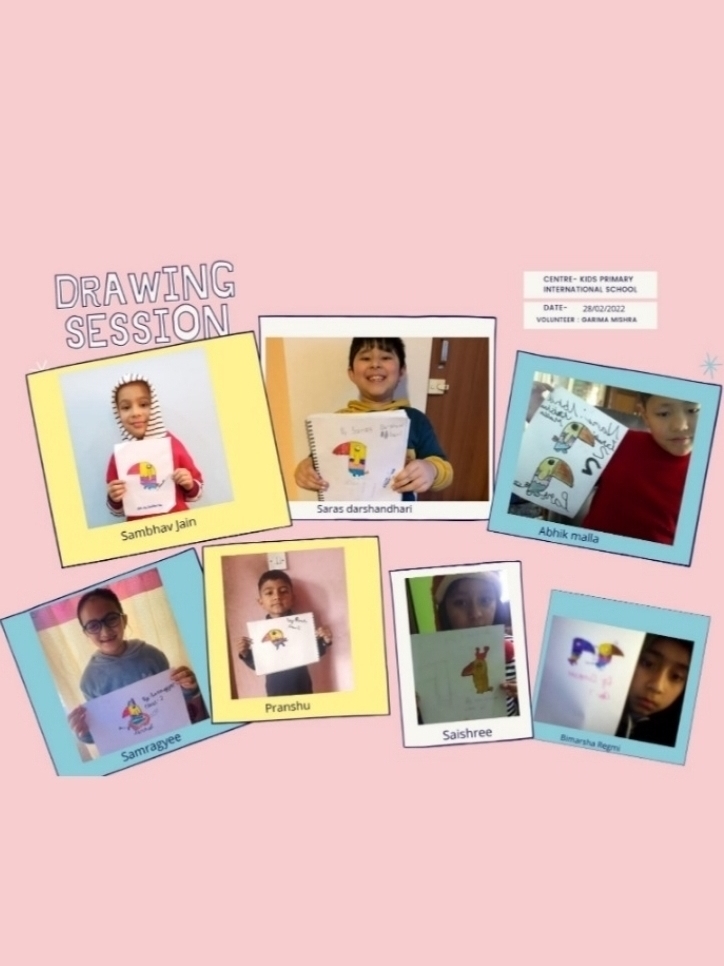 DRAWING
SESSION
CENTRE- KIDS PRIMARY
INTERNATIONAL SCHOOL
DATE- 28/02/2022
VOLUNTEER : GARIMA MISHRA
Sambhav Jain
Saras darshandhari
Abhik malla
Samragyee
Pranshu
Saishree
Bimarsha Regmi